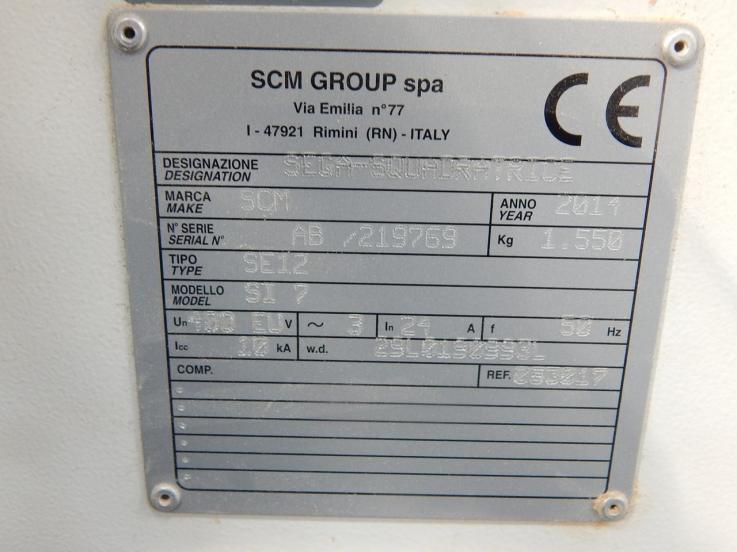 SCM GROUP spa
Via Emilia n°77
I - 47921 Rimini (RN) - ITALY
CE
DESIGNAZIONE SEGA-SQUADRATRICE
DESIGNATION
MARCA SCM ANNO 2014
MAKE YEAR
N° SERIE AB /219769 Kg 1.550
SERIAL N°
TIPO SE12
TYPE
MODELLO SI 7
MODEL
Un 400 EU V ~ 3 In 24 A f 50 Hz
Icc 10 kA w.d.
COMP. REF.